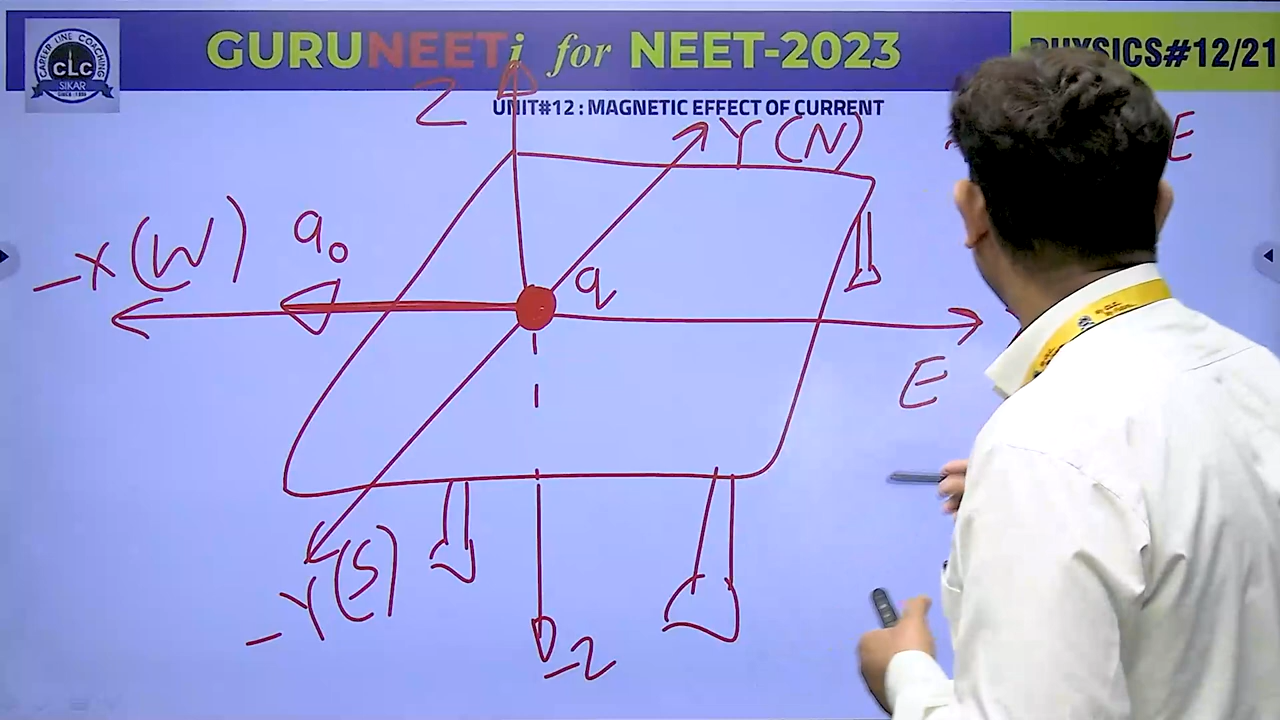 GURUNEETi for NEET-2023
CAREER LINE COACHING
CLC
SIKAR
PHYSICS#12/21
UNIT#12 : MAGNETIC EFFECT OF CURRENT
Z
Y (N)
E
-X (W)
a₀
q
E
-Y (S)
-Z